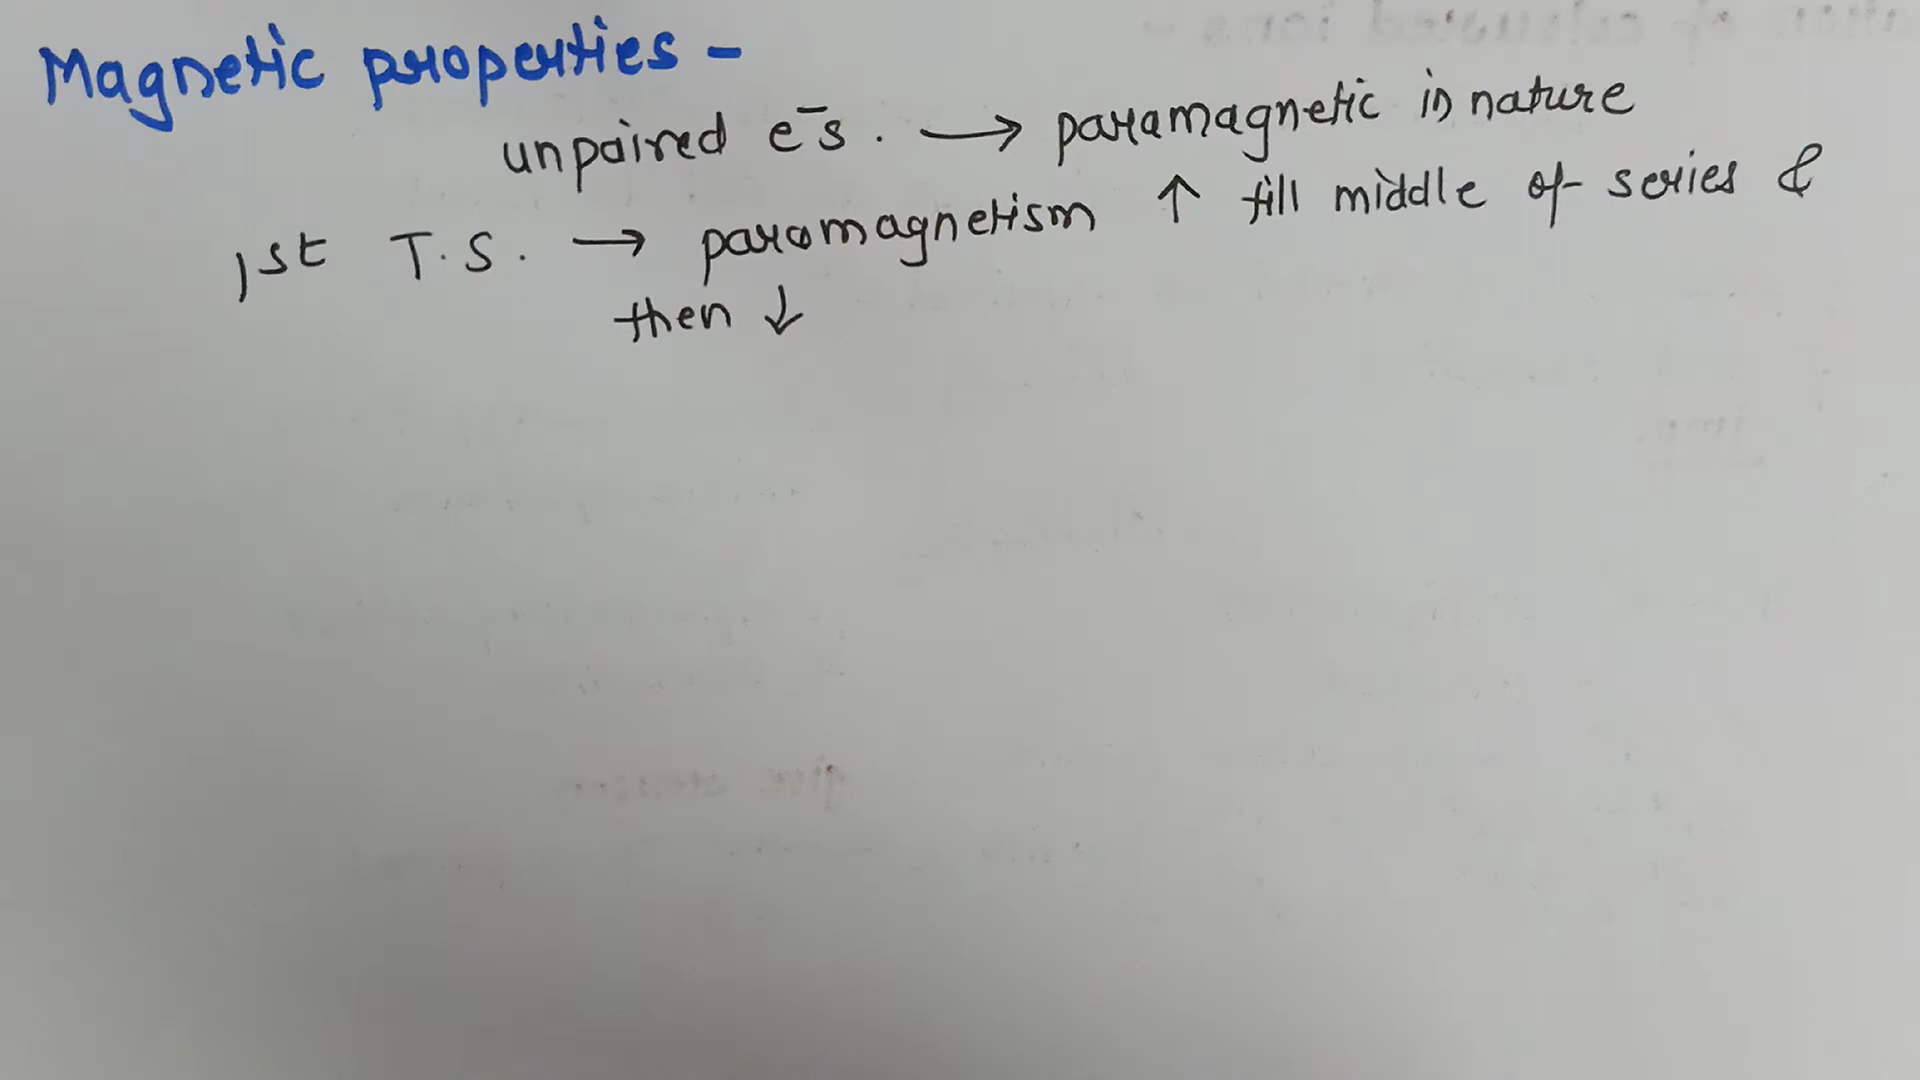 Magnetic properties -
unpaired e⁻s. → paramagnetic in nature
1st T.S. → paramagnetism ↑ till middle of series &
then ↓